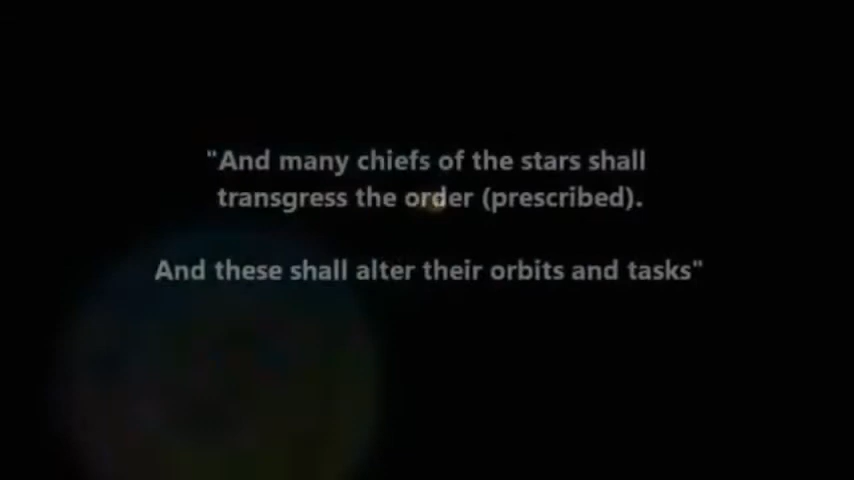 "And many chiefs of the stars shall
transgress the order (prescribed).
And these shall alter their orbits and tasks"